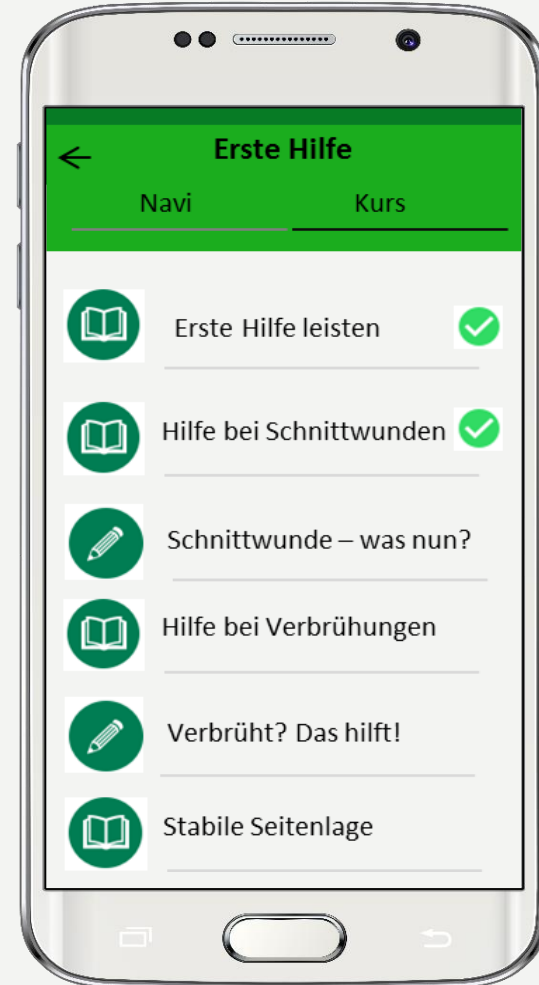 Erste Hilfe
Navi Kurs
Erste Hilfe leisten
Hilfe bei Schnittwunden
Schnittwunde – was nun?
Hilfe bei Verbrühungen
Verbrüht? Das hilft!
Stabile Seitenlage